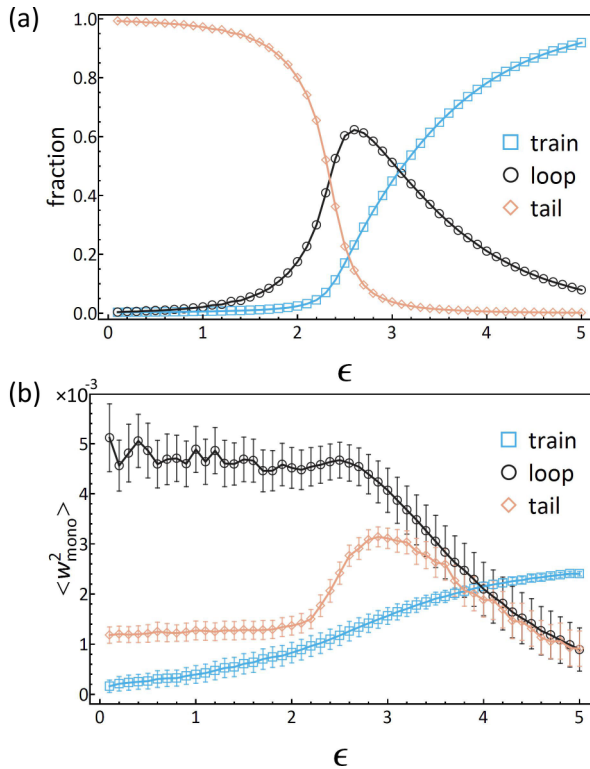 (a)
1.0
0.8
0.6
0.4
0.2
0.0
fraction
train
loop
tail
0 1 2 3 4 5
ϵ
(b)
×10⁻³
5
4
3
2
1
0
<w²mono>
train
loop
tail
0 1 2 3 4 5
ϵ